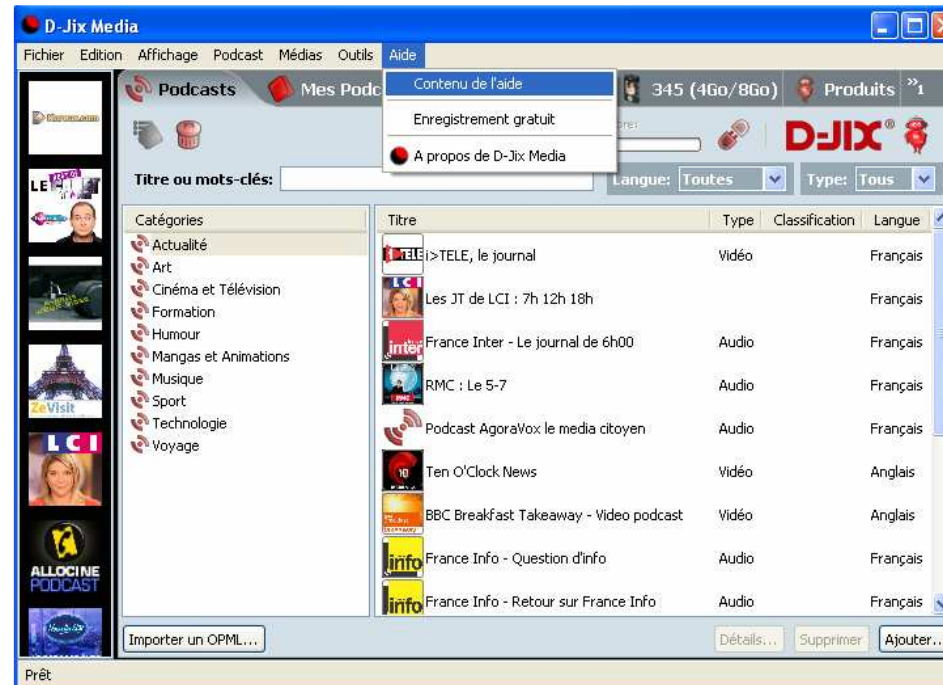 D-Jix Media
Fichier Edition Affichage Podcast Médias Outils Aide
Contenu de l'aide
Enregistrement gratuit
A propos de D-Jix Media
Podcasts Mes Podc 345 (4Go/8Go) Produits »1
D-JIX®
Titre ou mots-clés: Langue: Toutes Type: Tous
Catégories
Actualité
Art
Cinéma et Télévision
Formation
Humour
Mangas et Animations
Musique
Sport
Technologie
Voyage
Titre Type Classification Langue
i>TELE, le journal Vidéo Français
Les JT de LCI : 7h 12h 18h Français
France Inter - Le journal de 6h00 Audio Français
RMC : Le 5-7 Audio Français
Podcast AgoraVox le media citoyen Audio Français
Ten O'Clock News Vidéo Anglais
BBC Breakfast Takeaway - Video podcast Vidéo Anglais
France Info - Question d'info Audio Français
France Info - Retour sur France Info Audio Français
LE
ZeVisit
LCI
ALLOCINE
PODCAST
Importer un OPML... Détails... Supprimer Ajouter..
Prêt